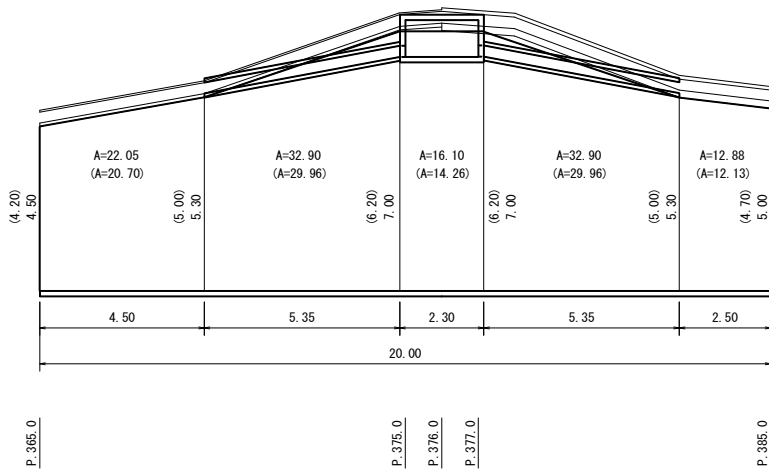 A=22.05
(A=20.70)
A=32.90
(A=29.96)
A=16.10
(A=14.26)
A=32.90
(A=29.96)
A=12.88
(A=12.13)
(4.20)
4.50
(5.00)
5.30
(6.20)
7.00
(6.20)
7.00
(5.00)
5.30
(4.70)
5.00
4.50
5.35
2.30
5.35
2.50
20.00
P.365.0
P.375.0
P.376.0
P.377.0
P.385.0